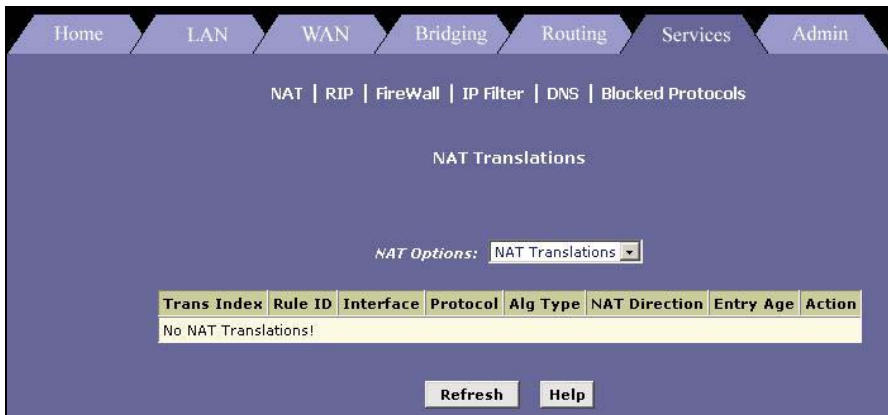 Home LAN WAN Bridging Routing Services Admin
NAT | RIP | FireWall | IP Filter | DNS | Blocked Protocols
NAT Translations
NAT Options: NAT Translations
Trans Index Rule ID Interface Protocol Alg Type NAT Direction Entry Age Action
No NAT Translations!
Refresh Help